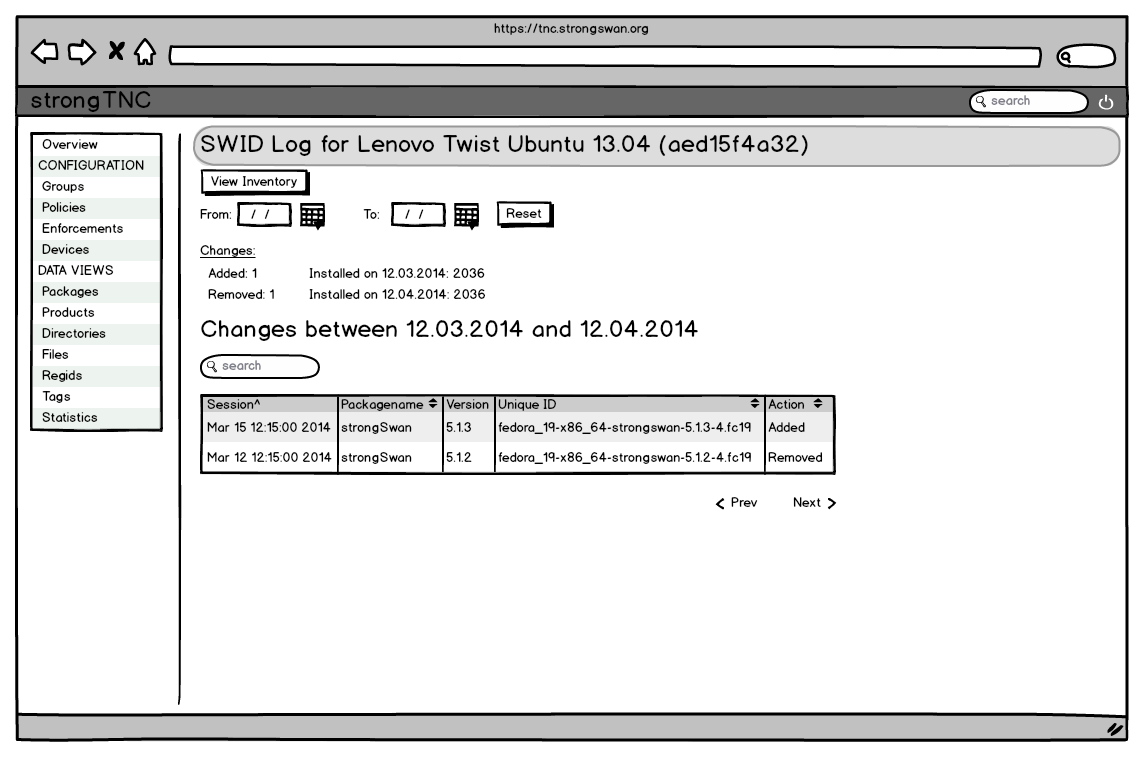 https://tnc.strongswan.org
strongTNC
search
Overview
CONFIGURATION
Groups
Policies
Enforcements
Devices
DATA VIEWS
Packages
Products
Directories
Files
Regids
Tags
Statistics
SWID Log for Lenovo Twist Ubuntu 13.04 (aed15f4a32)
View Inventory
From: / / To: / / Reset
Changes:
Added: 1 Installed on 12.03.2014: 2036
Removed: 1 Installed on 12.04.2014: 2036
Changes between 12.03.2014 and 12.04.2014
search
Session^ Packagename Version Unique ID Action
Mar 15 12:15:00 2014 strongSwan 5.1.3 fedora_19-x86_64-strongswan-5.1.3-4.fc19 Added
Mar 12 12:15:00 2014 strongSwan 5.1.2 fedora_19-x86_64-strongswan-5.1.2-4.fc19 Removed
Prev Next